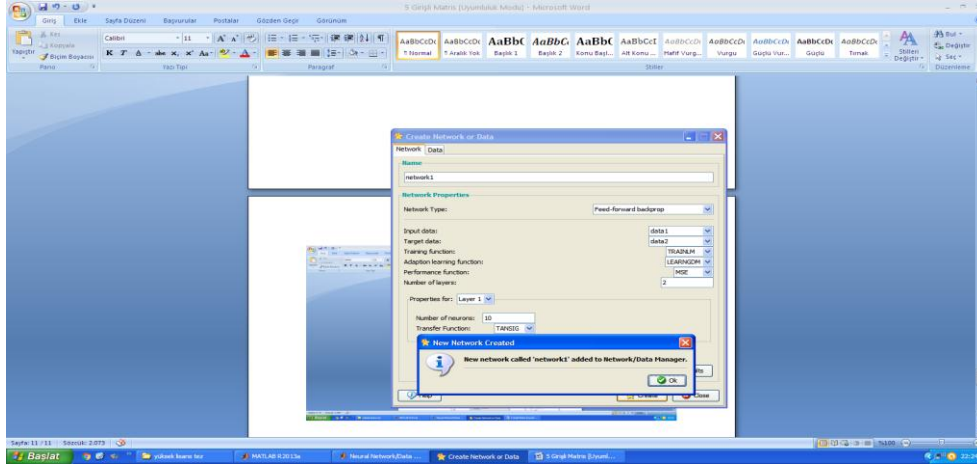 5 Girişli Matris [Uyumluluk Modu] - Microsoft Word
Giriş Ekle Sayfa Düzeni Başvurular Postalar Gözden Geçir Görünüm
Kes
Kopyala
Biçim Boyacısı
Yapıştır
Calibri 11
AaBbCcDc AaBbCcDc AaBbC AaBbC AaBbC AaBbCcI AaBbCcDc AaBbCcDc AaBbCcDc AaBbCcDc AaBbCcDc
¶ Normal ¶ Aralık Yok Başlık 1 Başlık 2 Konu Başl... Alt Konu ... Hafif Vurg... Vurgu Güçlü Vur... Güçlü Tırnak
Stilleri Değiştir
Bul
Değiştir
Seç
Pano Yazı Tipi Paragraf Stiller Düzenleme
Create Network or Data
Network Data
Name
network1
Network Properties
Network Type: Feed-forward backprop
Input data: data1
Target data: data2
Training function: TRAINLM
Adaption learning function: LEARNGDM
Performance function: MSE
Number of layers: 2
Properties for: Layer 1
Number of neurons: 10
Transfer Function: TANSIG
New Network Created
New network called 'network1' added to Network/Data Manager.
Ok
Help Create Close
Sayfa: 11 / 11 Sözcük: 2.073 %100
Başlat yüksek lisans tez MATLAB R2013a Neural Network/Data ... Create Network or Data 5 Girişli Matris [Uyuml...